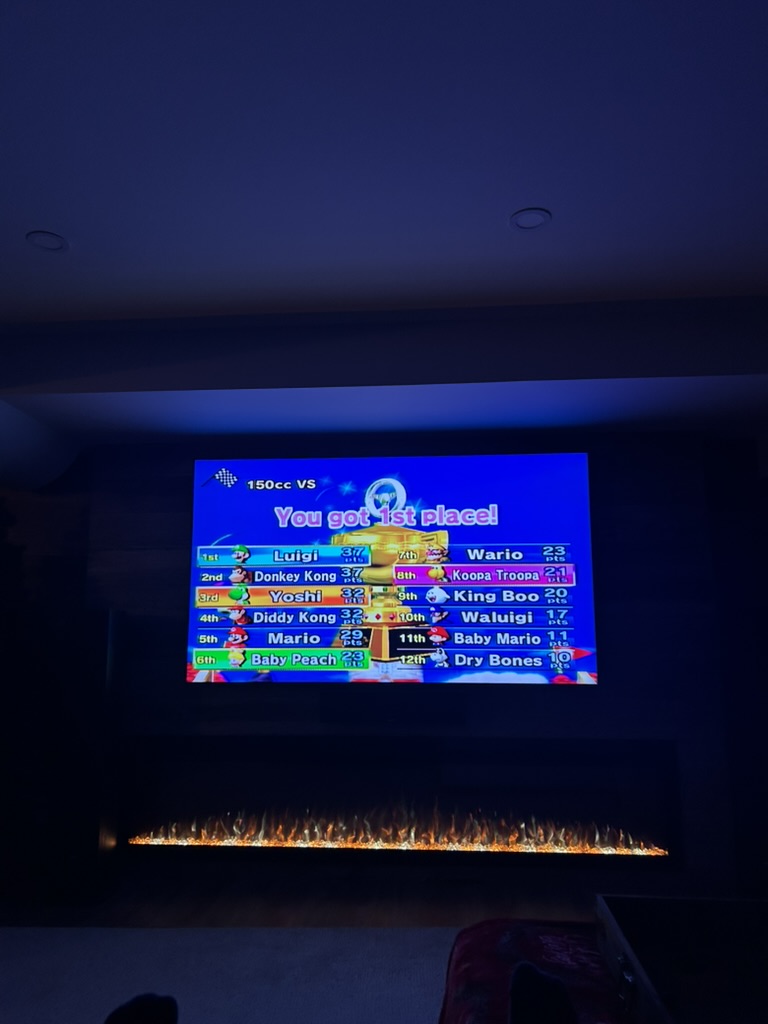 150cc VS
You got 1st place!
1st Luigi 37 pts
2nd Donkey Kong 37 pts
3rd Yoshi 32 pts
4th Diddy Kong 32 pts
5th Mario 29 pts
6th Baby Peach 23 pts
7th Wario 23 pts
8th Koopa Troopa 21 pts
9th King Boo 20 pts
10th Waluigi 17 pts
11th Baby Mario 11 pts
12th Dry Bones 10 pts